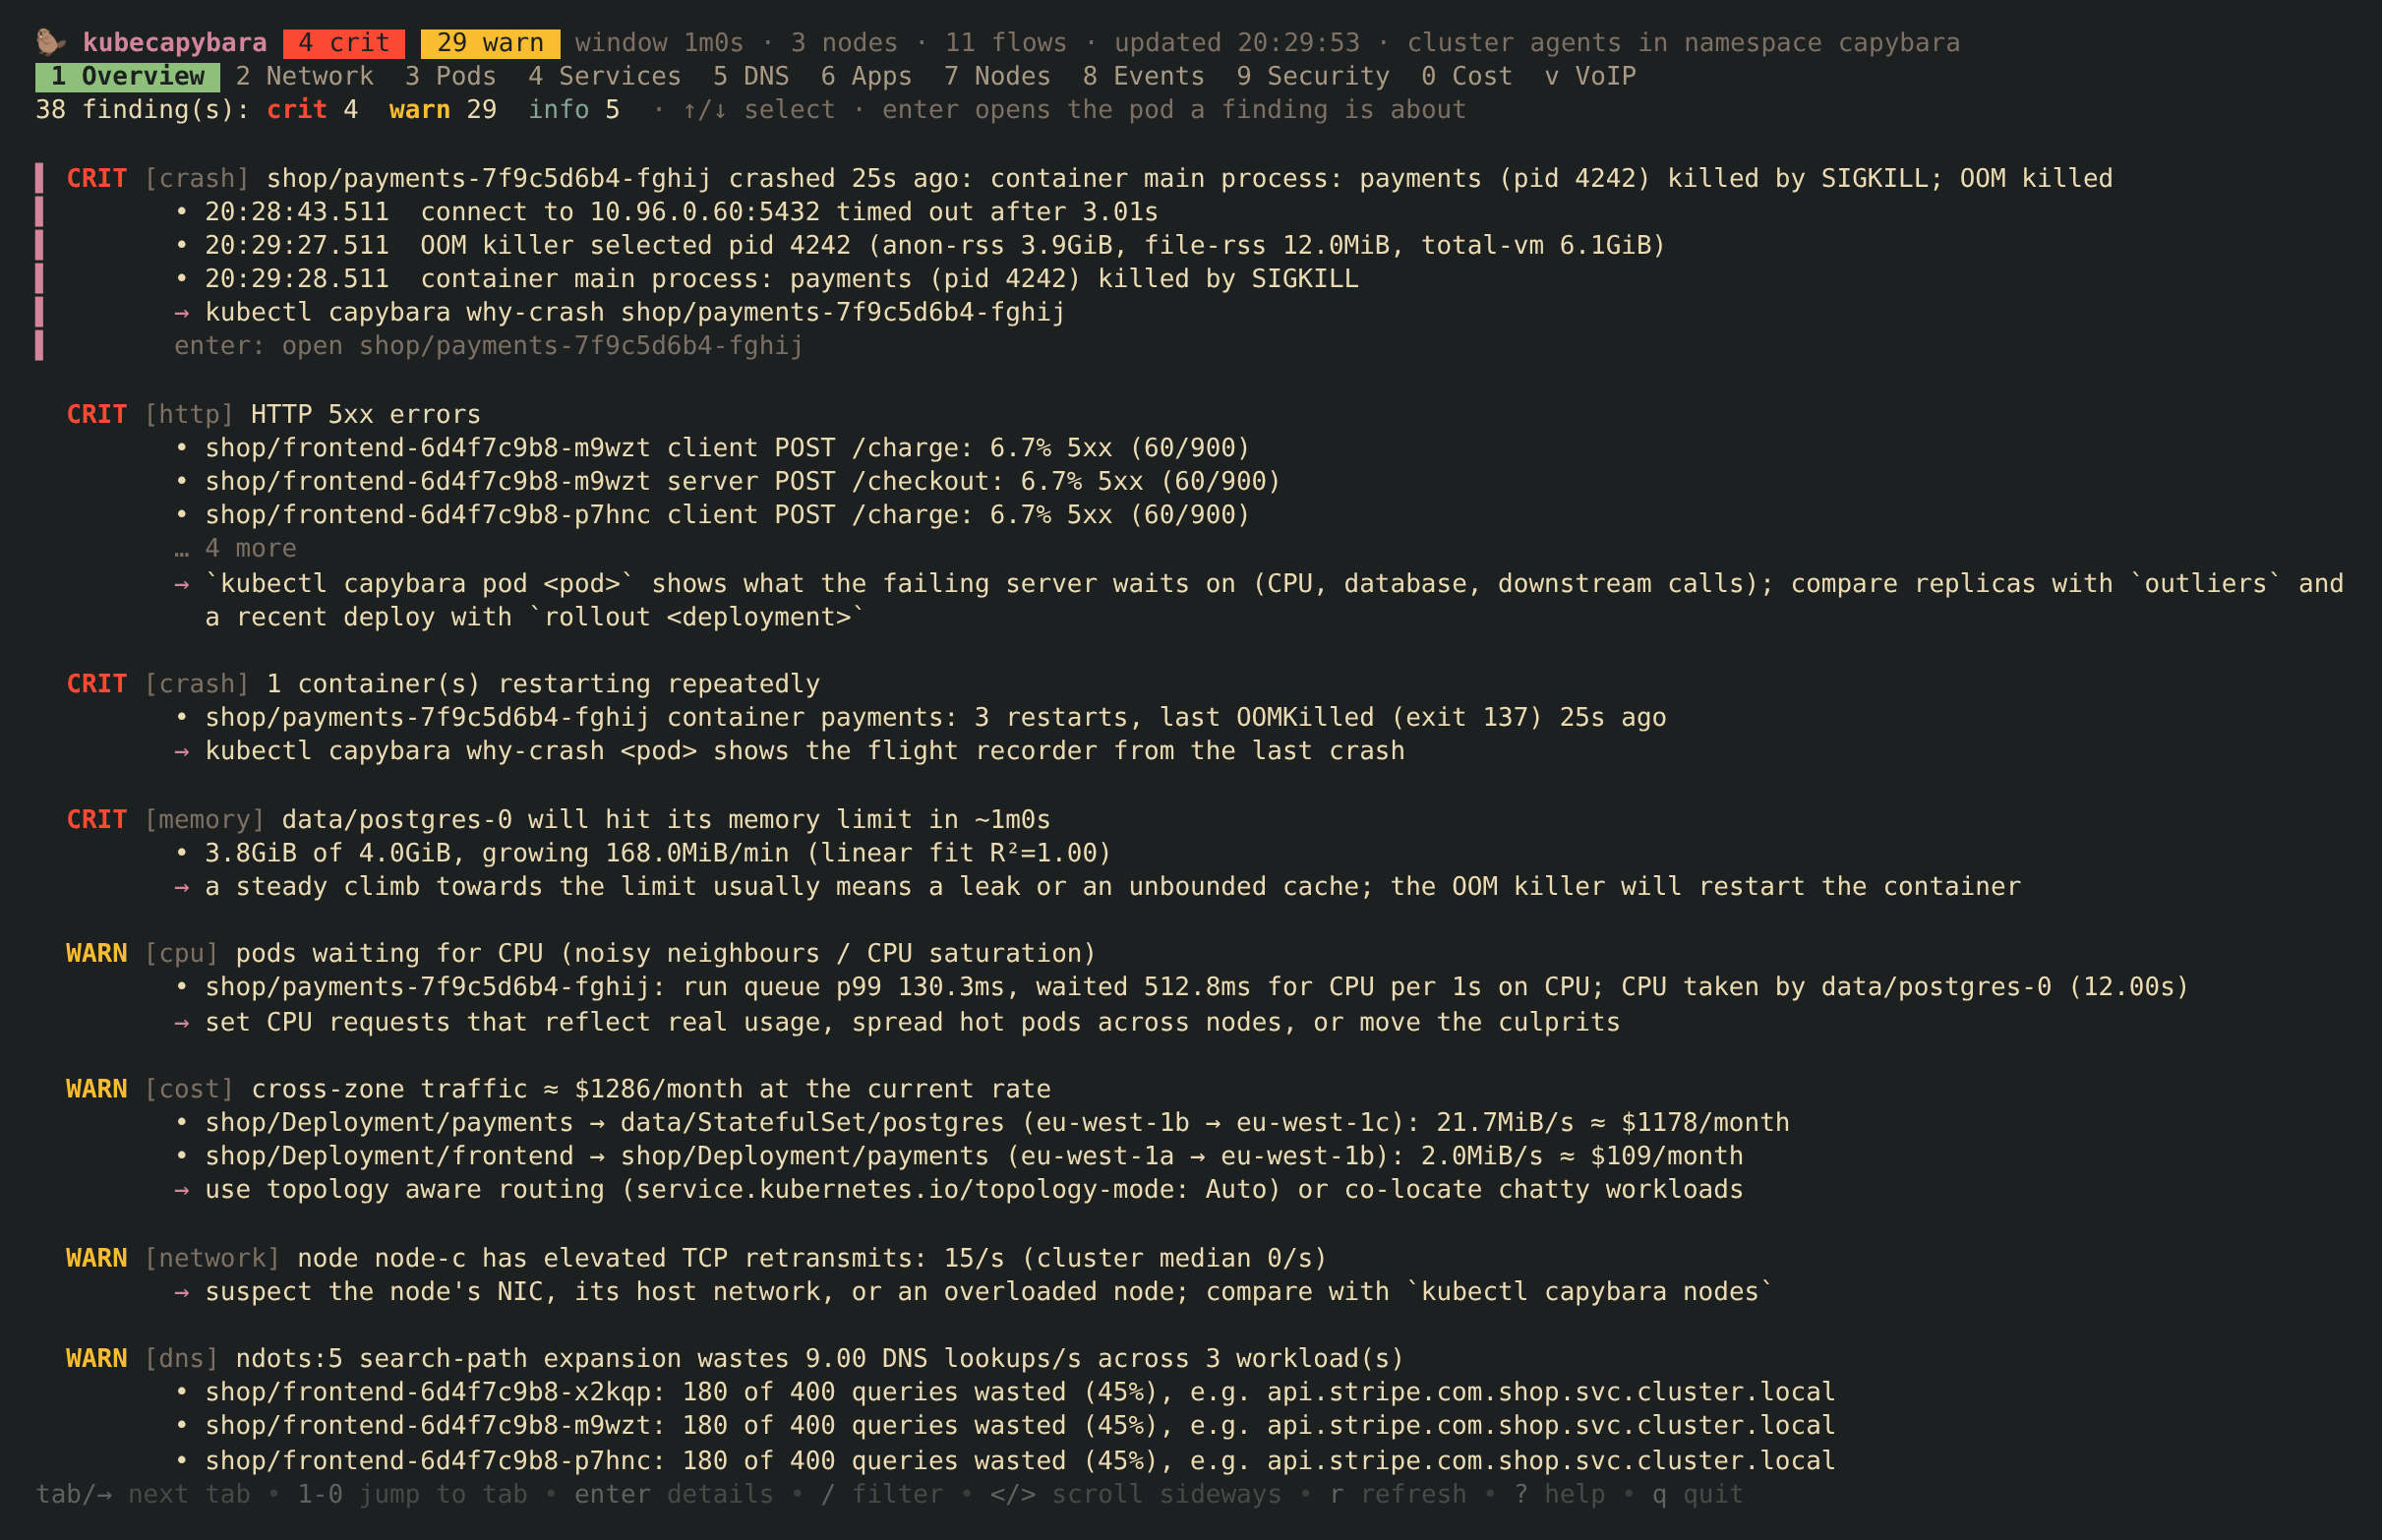 🦫 kubecapybara  4 crit   29 warn  window 1m0s · 3 nodes · 11 flows · updated 20:29:53 · cluster agents in namespace capybara
1 Overview  2 Network  3 Pods  4 Services  5 DNS  6 Apps  7 Nodes  8 Events  9 Security  0 Cost  v VoIP
38 finding(s): crit 4  warn 29  info 5  · ↑/↓ select · enter opens the pod a finding is about
CRIT [crash] shop/payments-7f9c5d6b4-fghij crashed 25s ago: container main process: payments (pid 4242) killed by SIGKILL; OOM killed
• 20:28:43.511  connect to 10.96.0.60:5432 timed out after 3.01s
• 20:29:27.511  OOM killer selected pid 4242 (anon-rss 3.9GiB, file-rss 12.0MiB, total-vm 6.1GiB)
• 20:29:28.511  container main process: payments (pid 4242) killed by SIGKILL
→ kubectl capybara why-crash shop/payments-7f9c5d6b4-fghij
enter: open shop/payments-7f9c5d6b4-fghij
CRIT [http] HTTP 5xx errors
• shop/frontend-6d4f7c9b8-m9wzt client POST /charge: 6.7% 5xx (60/900)
• shop/frontend-6d4f7c9b8-m9wzt server POST /checkout: 6.7% 5xx (60/900)
• shop/frontend-6d4f7c9b8-p7hnc client POST /charge: 6.7% 5xx (60/900)
… 4 more
→ `kubectl capybara pod <pod>` shows what the failing server waits on (CPU, database, downstream calls); compare replicas with `outliers` and
a recent deploy with `rollout <deployment>`
CRIT [crash] 1 container(s) restarting repeatedly
• shop/payments-7f9c5d6b4-fghij container payments: 3 restarts, last OOMKilled (exit 137) 25s ago
→ kubectl capybara why-crash <pod> shows the flight recorder from the last crash
CRIT [memory] data/postgres-0 will hit its memory limit in ~1m0s
• 3.8GiB of 4.0GiB, growing 168.0MiB/min (linear fit R²=1.00)
→ a steady climb towards the limit usually means a leak or an unbounded cache; the OOM killer will restart the container
WARN [cpu] pods waiting for CPU (noisy neighbours / CPU saturation)
• shop/payments-7f9c5d6b4-fghij: run queue p99 130.3ms, waited 512.8ms for CPU per 1s on CPU; CPU taken by data/postgres-0 (12.00s)
→ set CPU requests that reflect real usage, spread hot pods across nodes, or move the culprits
WARN [cost] cross-zone traffic ≈ $1286/month at the current rate
• shop/Deployment/payments → data/StatefulSet/postgres (eu-west-1b → eu-west-1c): 21.7MiB/s ≈ $1178/month
• shop/Deployment/frontend → shop/Deployment/payments (eu-west-1a → eu-west-1b): 2.0MiB/s ≈ $109/month
→ use topology aware routing (service.kubernetes.io/topology-mode: Auto) or co-locate chatty workloads
WARN [network] node node-c has elevated TCP retransmits: 15/s (cluster median 0/s)
→ suspect the node's NIC, its host network, or an overloaded node; compare with `kubectl capybara nodes`
WARN [dns] ndots:5 search-path expansion wastes 9.00 DNS lookups/s across 3 workload(s)
• shop/frontend-6d4f7c9b8-x2kqp: 180 of 400 queries wasted (45%), e.g. api.stripe.com.shop.svc.cluster.local
• shop/frontend-6d4f7c9b8-m9wzt: 180 of 400 queries wasted (45%), e.g. api.stripe.com.shop.svc.cluster.local
• shop/frontend-6d4f7c9b8-p7hnc: 180 of 400 queries wasted (45%), e.g. api.stripe.com.shop.svc.cluster.local
tab/→ next tab • 1-0 jump to tab • enter details • / filter • </> scroll sideways • r refresh • ? help • q quit